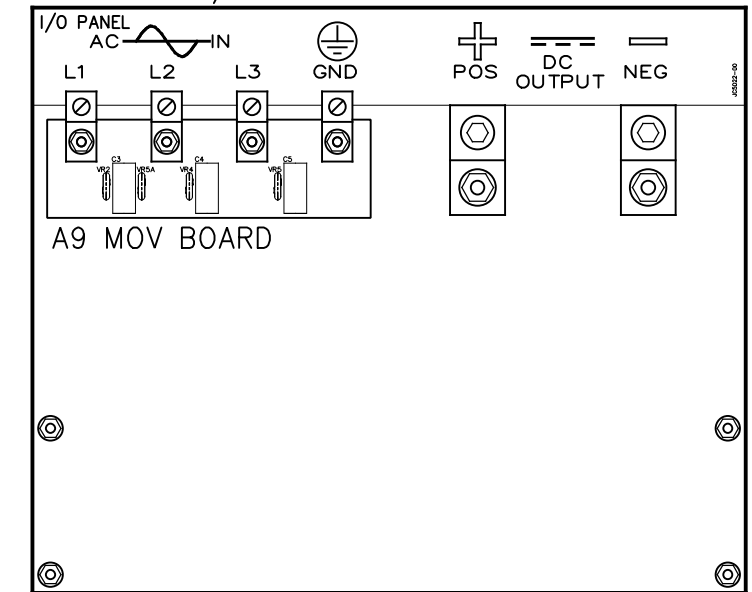 I/O PANEL
AC IN
L1 L2 L3 GND POS DC OUTPUT NEG
JC5022-00
C3 C4 C5
VR2 VR5A VR4 VR5
A9 MOV BOARD